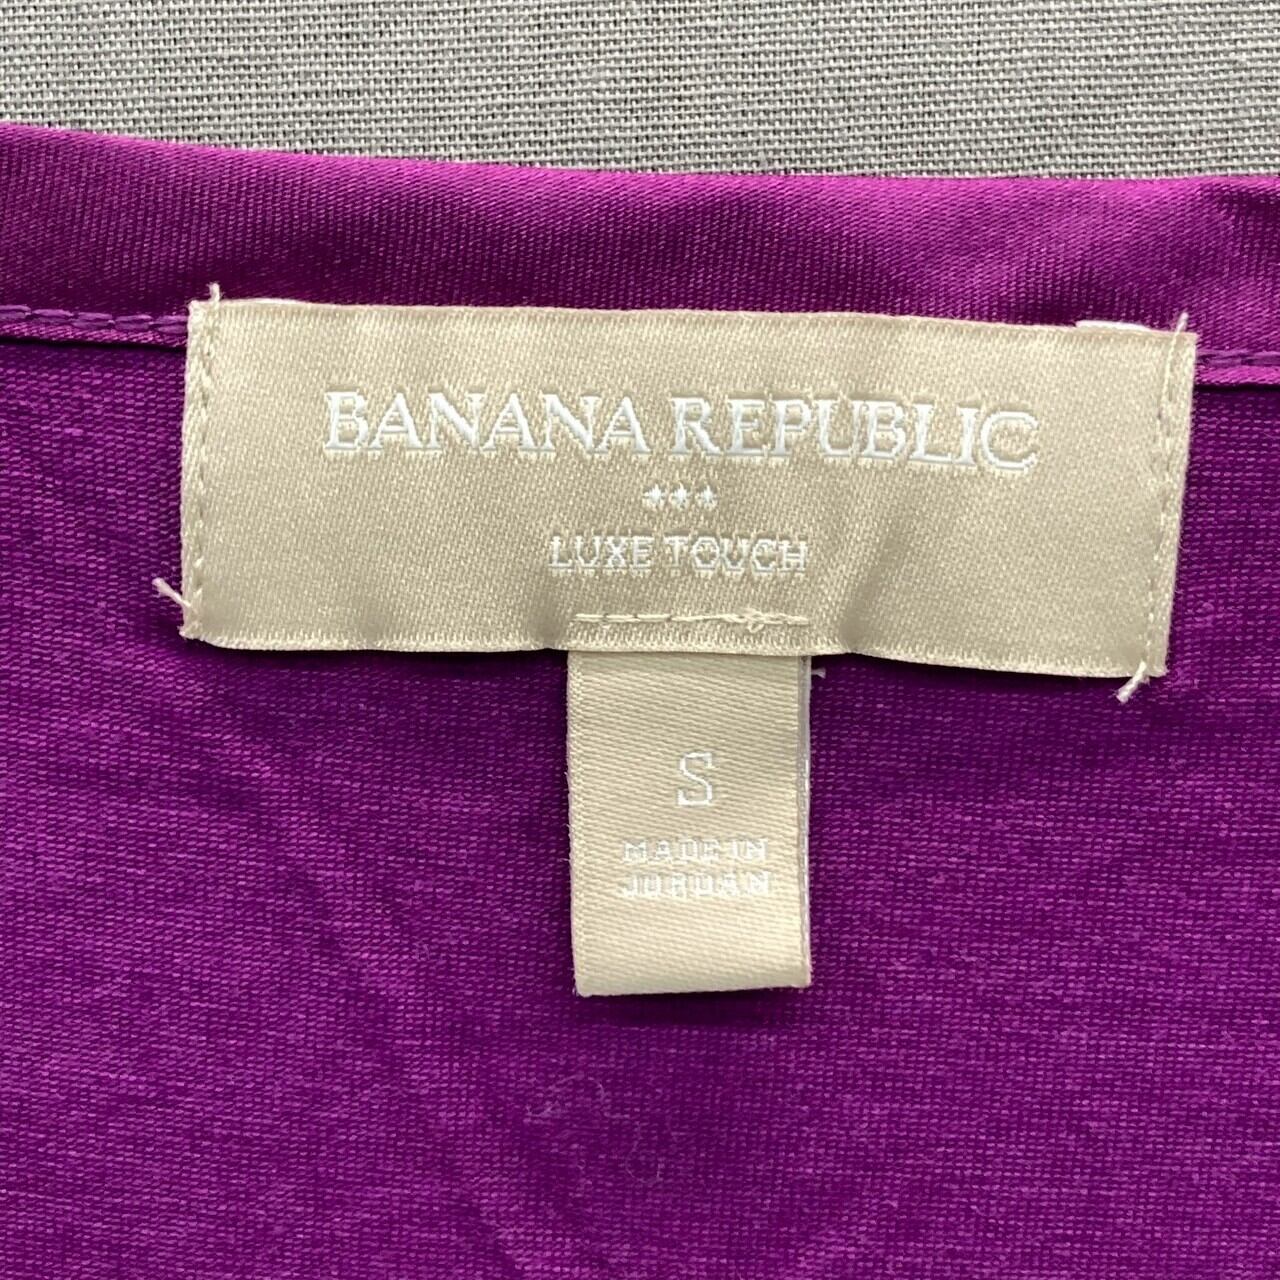 BANANA REPUBLIC
***
LUXE TOUCH
S
MADE IN
JORDAN